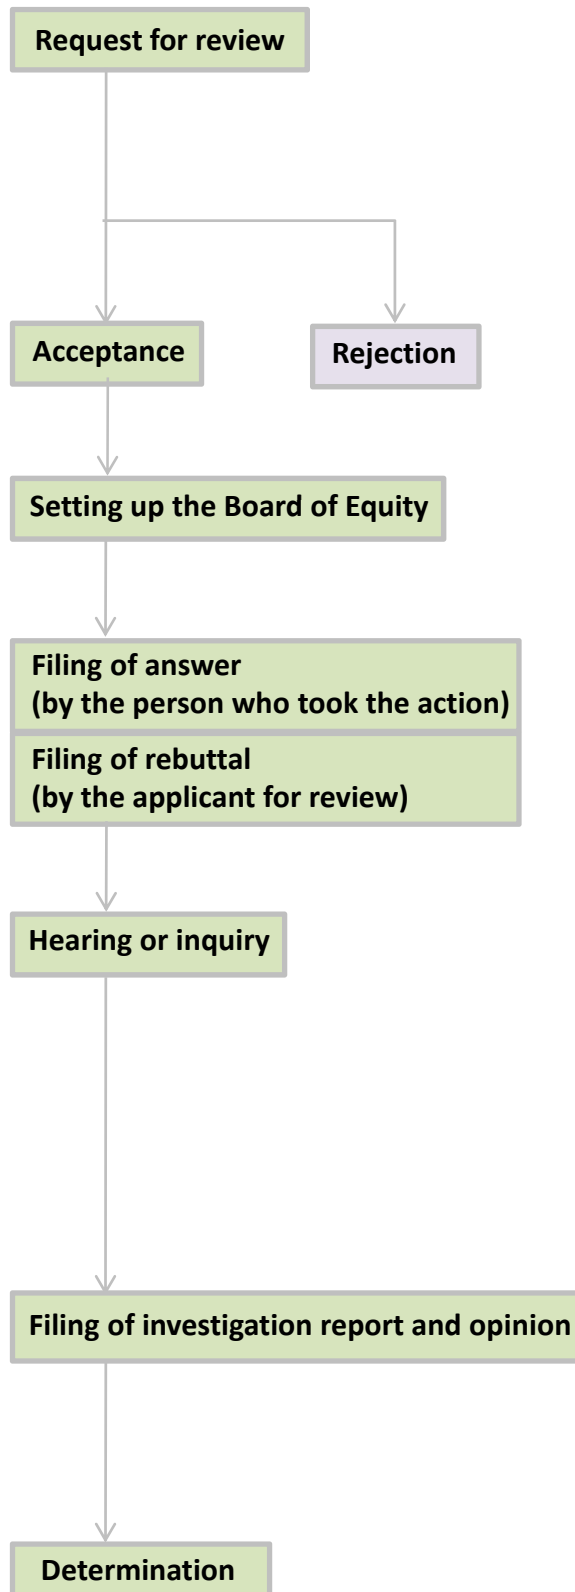 Request for review
Acceptance
Rejection
Setting up the Board of Equity
Filing of answer
(by the person who took the action)
Filing of rebuttal
(by the applicant for review)
Hearing or inquiry
Filing of investigation report and opinion
Determination